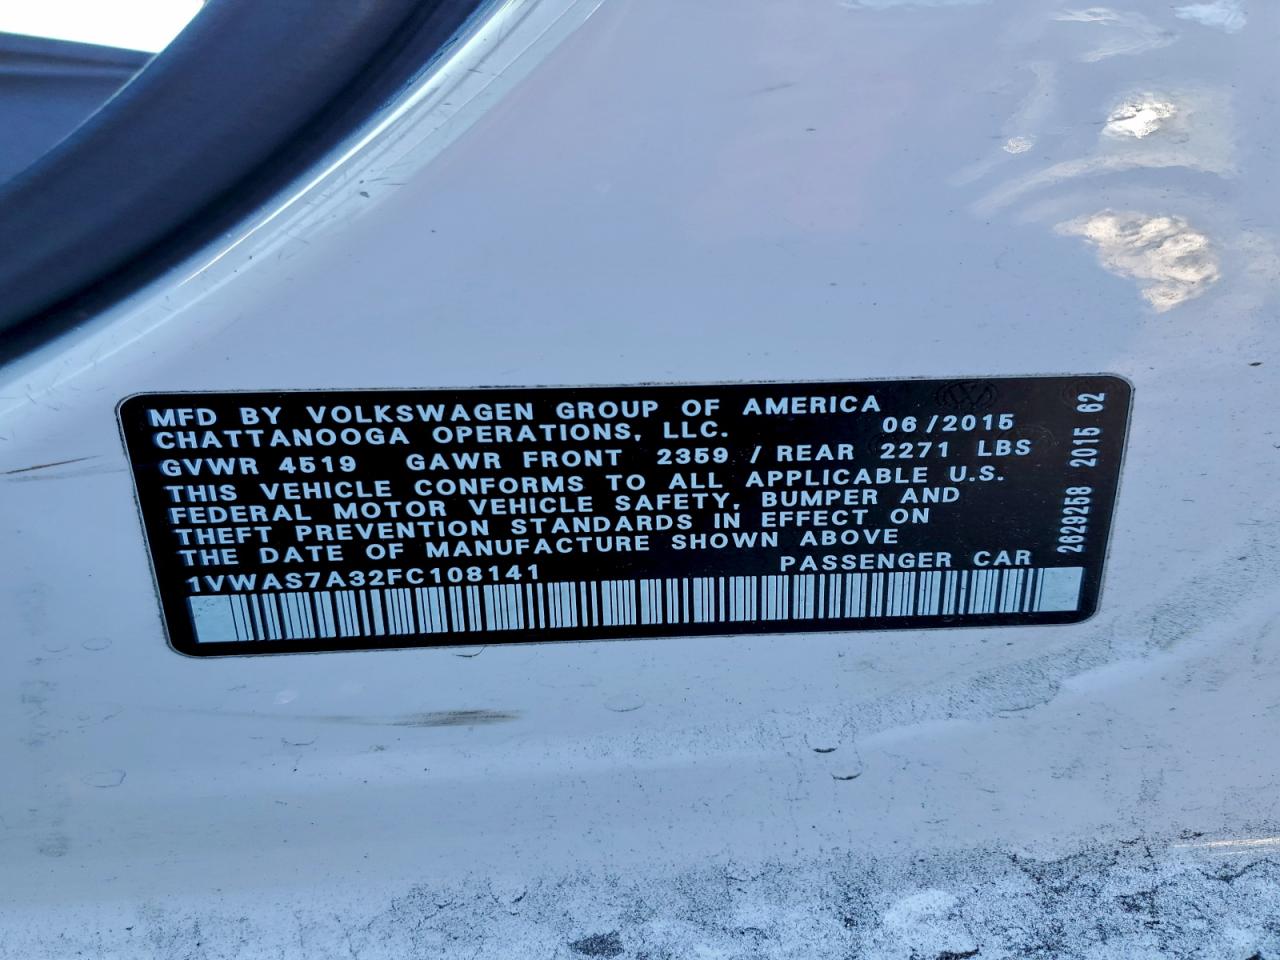 MFD BY VOLKSWAGEN GROUP OF AMERICA
CHATTANOOGA OPERATIONS, LLC. 06/2015
GVWR 4519 GAWR FRONT 2359 / REAR 2271 LBS
THIS VEHICLE CONFORMS TO ALL APPLICABLE U.S.
FEDERAL MOTOR VEHICLE SAFETY, BUMPER AND
THEFT PREVENTION STANDARDS IN EFFECT ON
THE DATE OF MANUFACTURE SHOWN ABOVE
1VWAS7A32FC108141 PASSENGER CAR
2629258 2015 62